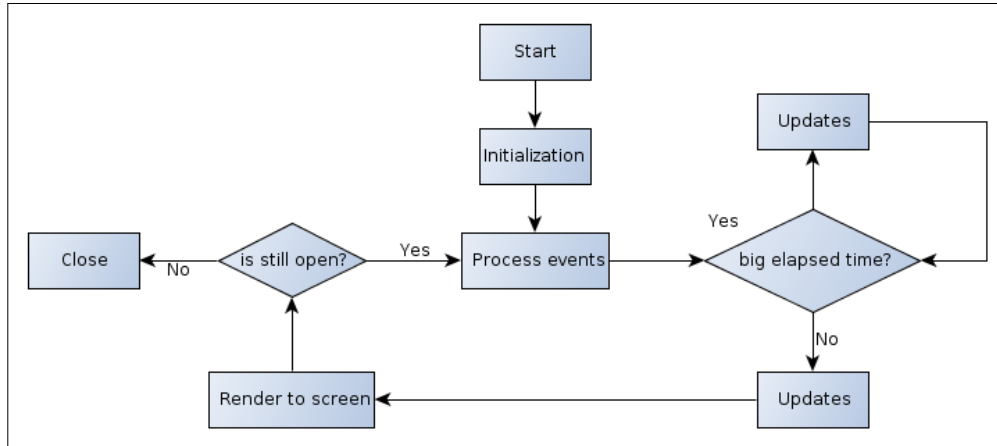 Start
Updates
Initialization
Yes
Close
No
is still open?
Yes
Process events
big elapsed time?
No
Render to screen
Updates